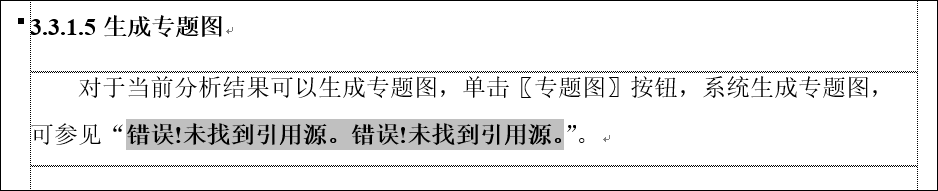 3.3.1.5 生成专题图
对于当前分析结果可以生成专题图，单击〖专题图〗按钮，系统生成专题图，
可参见“错误!未找到引用源。错误!未找到引用源。”。